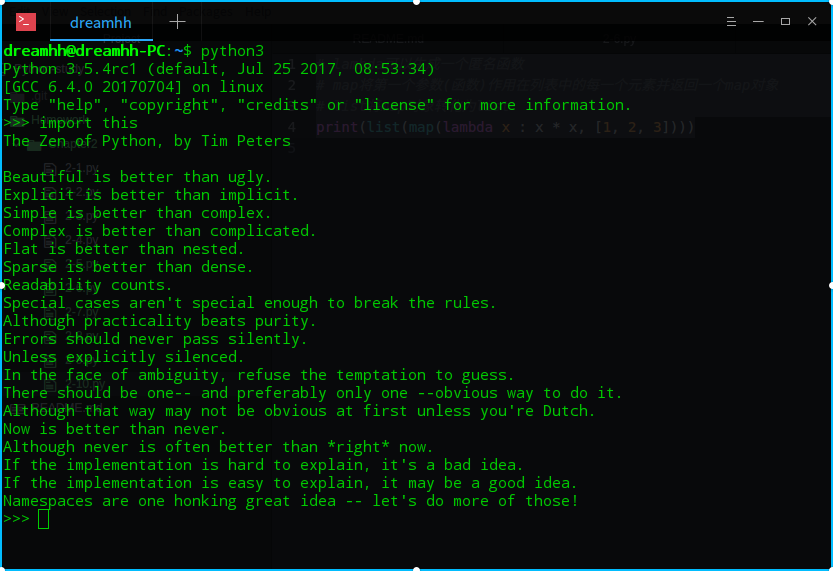 dreamhh
dreamhh@dreamhh-PC:~$ python3
Python 3.5.4rc1 (default, Jul 25 2017, 08:53:34)
[GCC 6.4.0 20170704] on linux
Type "help", "copyright", "credits" or "license" for more information.
>>> import this
The Zen of Python, by Tim Peters
Beautiful is better than ugly.
Explicit is better than implicit.
Simple is better than complex.
Complex is better than complicated.
Flat is better than nested.
Sparse is better than dense.
Readability counts.
Special cases aren't special enough to break the rules.
Although practicality beats purity.
Errors should never pass silently.
Unless explicitly silenced.
In the face of ambiguity, refuse the temptation to guess.
There should be one-- and preferably only one --obvious way to do it.
Although that way may not be obvious at first unless you're Dutch.
Now is better than never.
Although never is often better than *right* now.
If the implementation is hard to explain, it's a bad idea.
If the implementation is easy to explain, it may be a good idea.
Namespaces are one honking great idea -- let's do more of those!
>>>
print(list(map(lambda x : x * x, [1, 2, 3])))